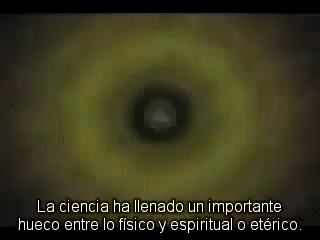 La ciencia ha llenado un importante
hueco entre lo físico y espiritual o etérico.